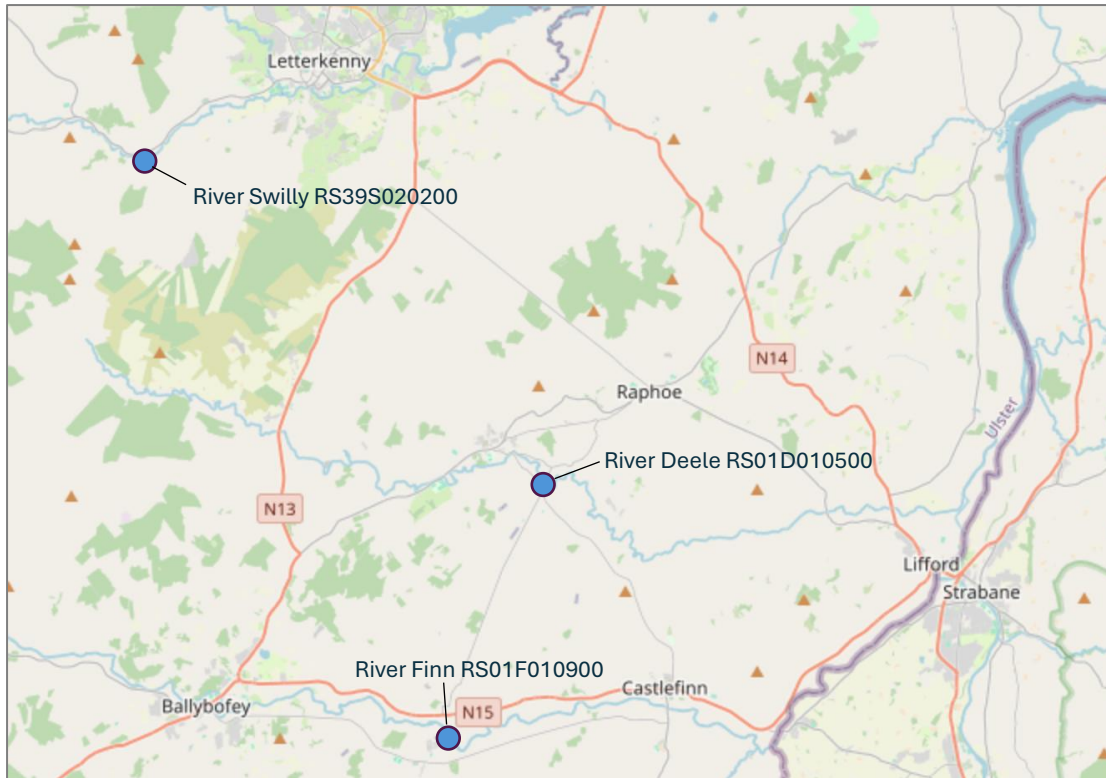 Letterkenny
River Swilly RS39S020200
N14
Raphoe
Ulster
River Deele RS01D010500
N13
Lifford
Strabane
River Finn RS01F010900
Castlefinn
Ballybofey
N15